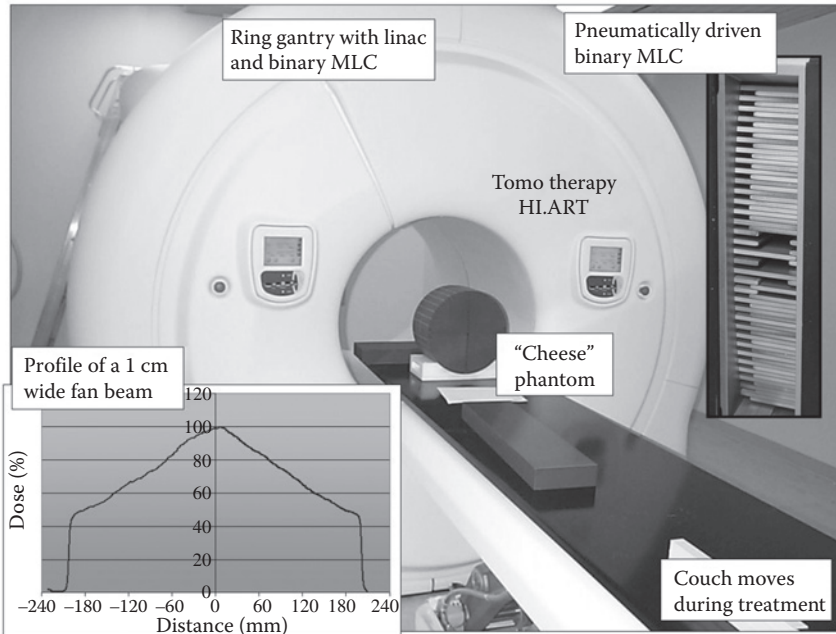 Ring gantry with linac
and binary MLC
Pneumatically driven
binary MLC
Tomo therapy
HI.ART
"Cheese"
phantom
Profile of a 1 cm
wide fan beam
Dose (%)
120
100
80
60
40
20
0
−240 −180 −120 −60 0 60 120 180 240
Distance (mm)
Couch moves
during treatment